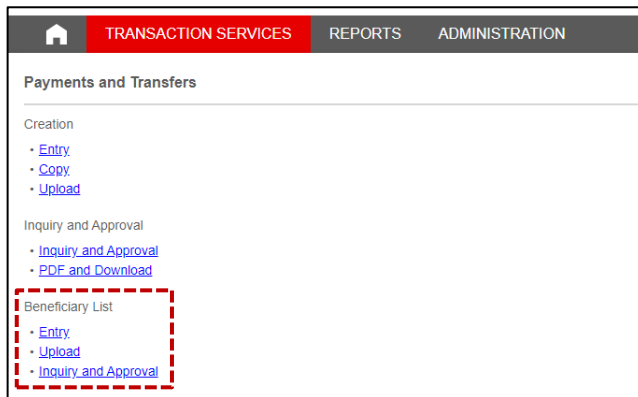 TRANSACTION SERVICES REPORTS ADMINISTRATION
Payments and Transfers
Creation
• Entry
• Copy
• Upload
Inquiry and Approval
• Inquiry and Approval
• PDF and Download
Beneficiary List
• Entry
• Upload
• Inquiry and Approval